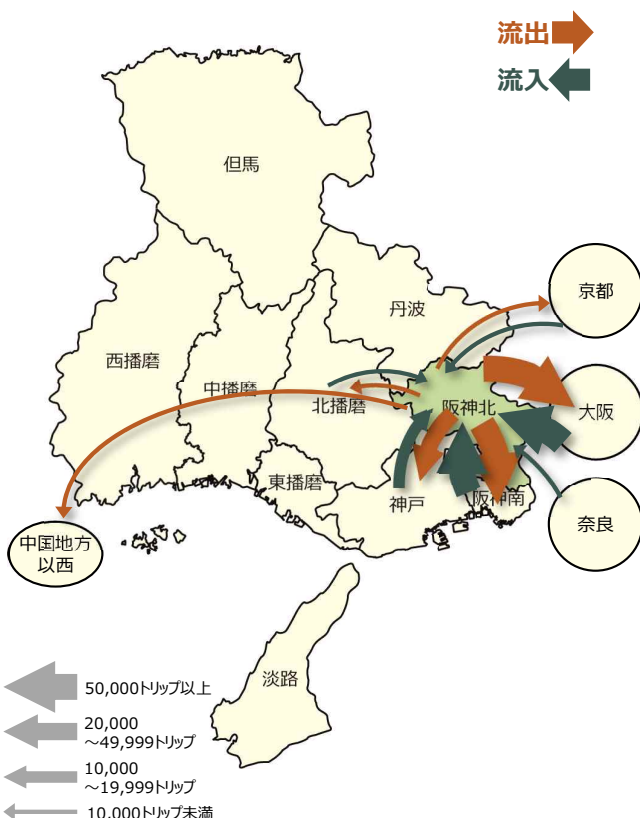 流出
流入
但馬
京都
丹波
西播磨
中播磨
北播磨
阪神北
大阪
東播磨
神戸
阪神南
奈良
中国地方
以西
淡路
50,000トリップ以上
20,000
～49,999トリップ
10,000
～19,999トリップ
10,000トリップ未満